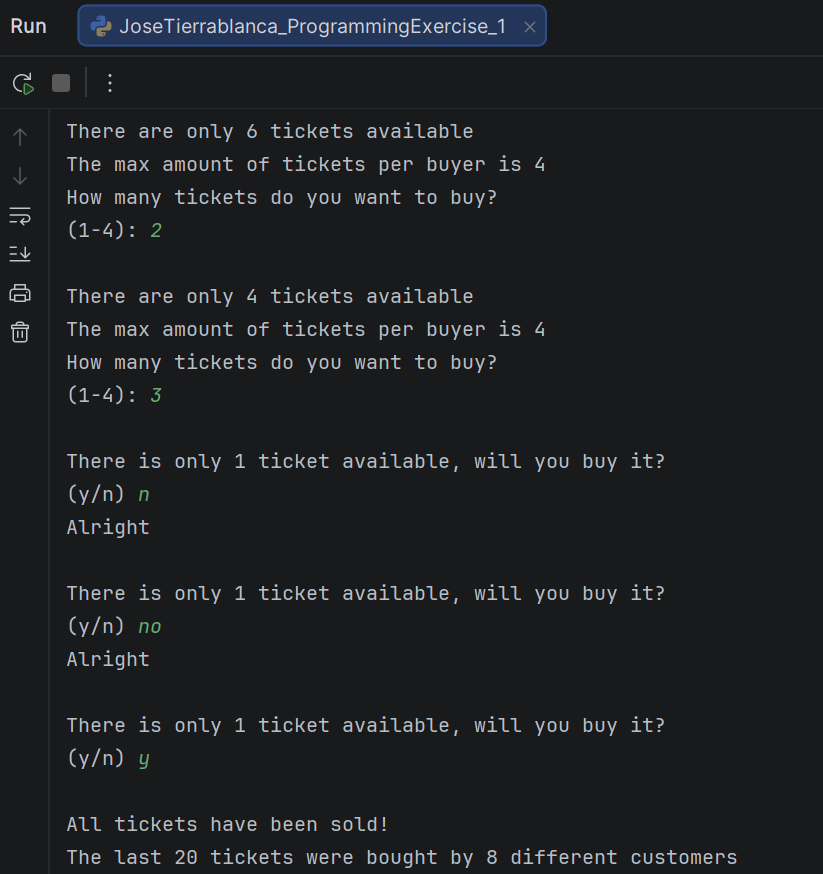 Run JoseTierrablanca_ProgrammingExercise_1
There are only 6 tickets available
The max amount of tickets per buyer is 4
How many tickets do you want to buy?
(1-4): 2
There are only 4 tickets available
The max amount of tickets per buyer is 4
How many tickets do you want to buy?
(1-4): 3
There is only 1 ticket available, will you buy it?
(y/n) n
Alright
There is only 1 ticket available, will you buy it?
(y/n) no
Alright
There is only 1 ticket available, will you buy it?
(y/n) y
All tickets have been sold!
The last 20 tickets were bought by 8 different customers